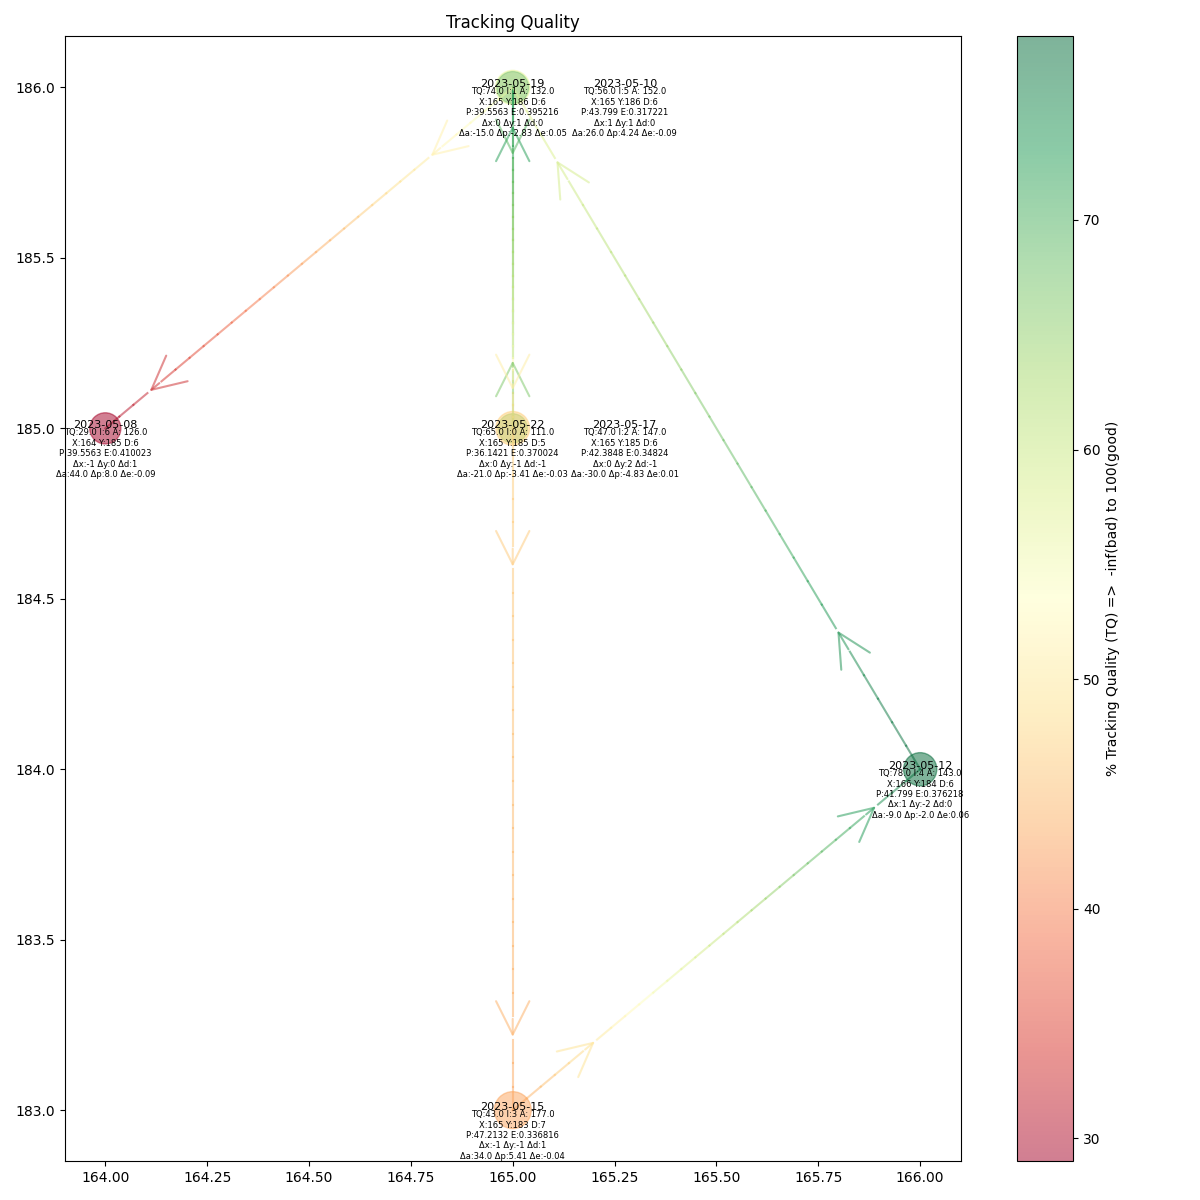 Tracking Quality
186.0
185.5
185.0
184.5
184.0
183.5
183.0
2023-05-19
TQ:74.0 I:1 A: 132.0
X:165 Y:186 D:6
P:39.5563 E:0.395216
Δx:0 Δy:1 Δd:0
Δa:-15.0 Δp:-2.83 Δe:0.05
2023-05-10
TQ:56.0 I:5 A: 152.0
X:165 Y:186 D:6
P:43.799 E:0.317221
Δx:1 Δy:1 Δd:0
Δa:26.0 Δp:4.24 Δe:-0.09
2023-05-08
TQ:29.0 I:6 A: 126.0
X:164 Y:185 D:6
P:39.5563 E:0.410023
Δx:-1 Δy:0 Δd:1
Δa:44.0 Δp:8.0 Δe:-0.09
2023-05-22
TQ:65.0 I:0 A: 111.0
X:165 Y:185 D:5
P:36.1421 E:0.370024
Δx:0 Δy:-1 Δd:-1
Δa:-21.0 Δp:-3.41 Δe:-0.03
2023-05-17
TQ:47.0 I:2 A: 147.0
X:165 Y:185 D:6
P:42.3848 E:0.34824
Δx:0 Δy:2 Δd:-1
Δa:-30.0 Δp:-4.83 Δe:0.01
2023-05-12
TQ:78.0 I:4 A: 143.0
X:166 Y:184 D:6
P:41.799 E:0.376218
Δx:1 Δy:-2 Δd:0
Δa:-9.0 Δp:-2.0 Δe:0.06
2023-05-15
TQ:43.0 I:3 A: 177.0
X:165 Y:183 D:7
P:47.2132 E:0.336816
Δx:-1 Δy:-1 Δd:1
Δa:34.0 Δp:5.41 Δe:-0.04
164.00 164.25 164.50 164.75 165.00 165.25 165.50 165.75 166.00
70
60
50
40
30
% Tracking Quality (TQ) => -inf(bad) to 100(good)